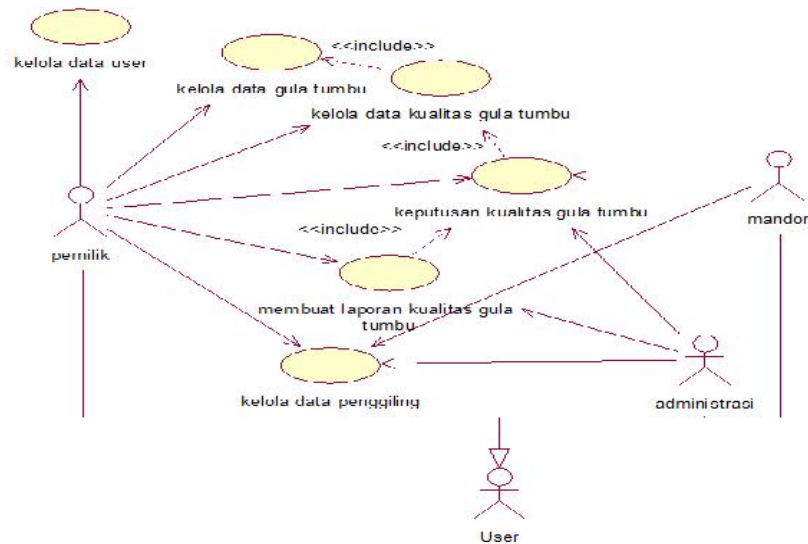 <<include>>
kelola data user
kelola data gula tumbu
kelola data kualitas gula tumbu
<<include>>
keputusan kualitas gula tumbu
mandor
<<include>>
pemilik
membuat laporan kualitas gula
tumbu
kelola data penggiling
administrasi
User